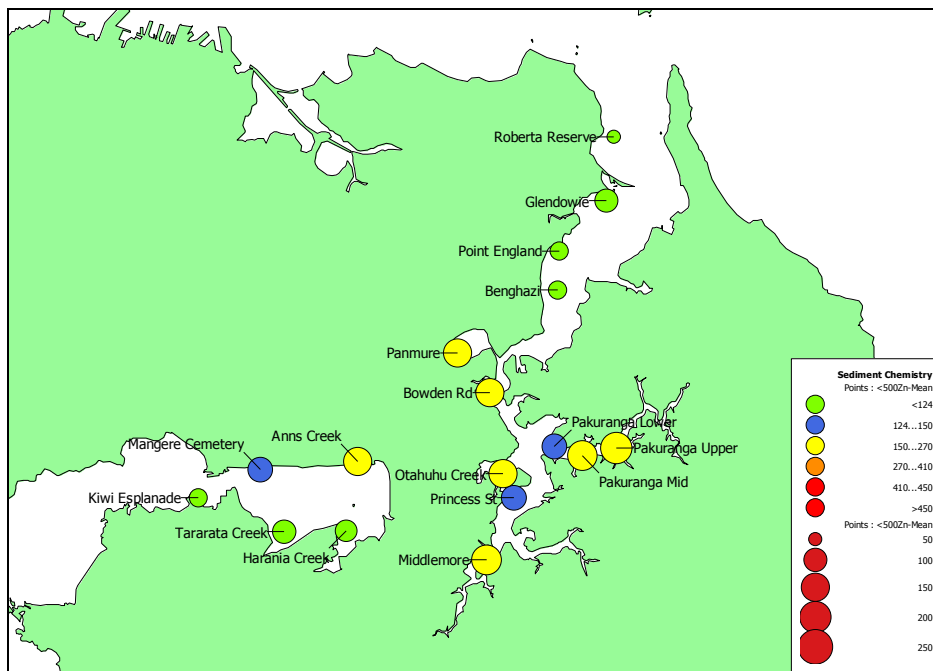 Roberta Reserve
Glendowie
Point England
Benghazi
Panmure
Bowden Rd
Pakuranga Lower
Anns Creek
Mangere Cemetery
Pakuranga Upper
Otahuhu Creek
Pakuranga Mid
Kiwi Esplanade
Princess St
Tararata Creek
Harania Creek
Middlemore
Sediment Chemistry
Points : <500Zn-Mean
<124
124...150
150...270
270...410
410...450
>450
Points : <500Zn-Mean
50
100
150
200
250